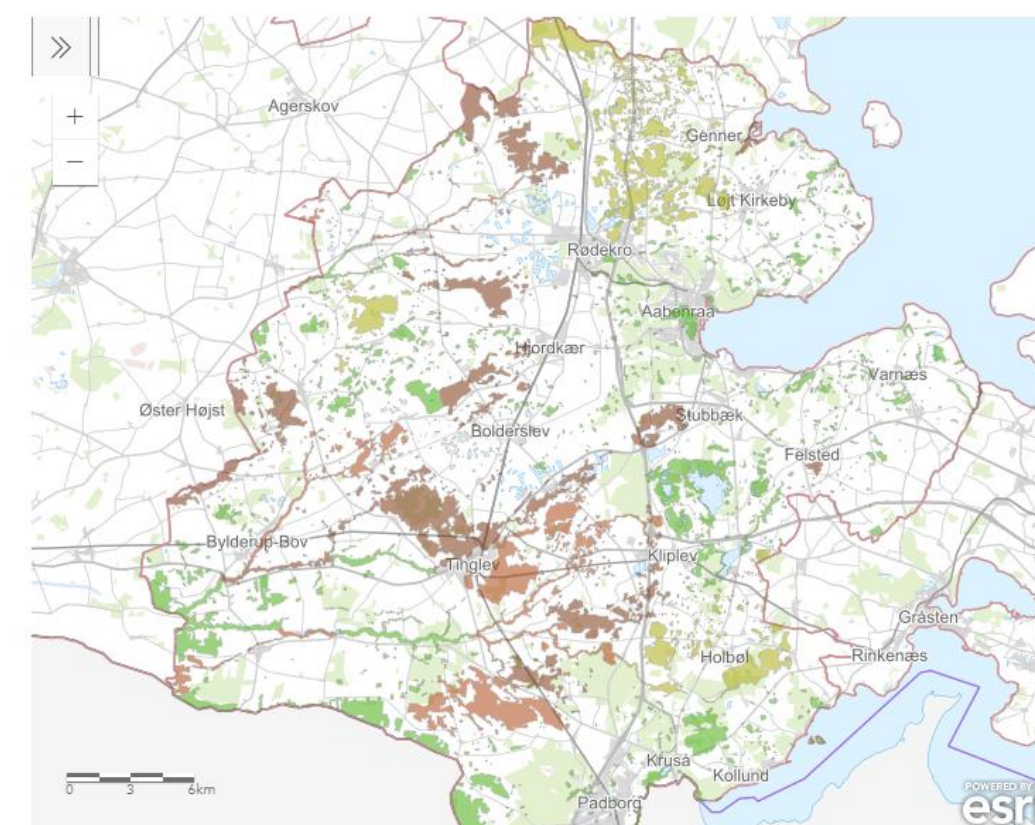 Agerskov
Genner
Løjt Kirkeby
Rødekro
Aabenraa
Hjordkær
Varnæs
Øster Højst
Stubbæk
Bolderslev
Felsted
Bylderup-Bov
Kliplev
Tinglev
Gråsten
Holbøl
Rinkenæs
Kruså
Kollund
Padborg
0 3 6km
POWERED BY
esri